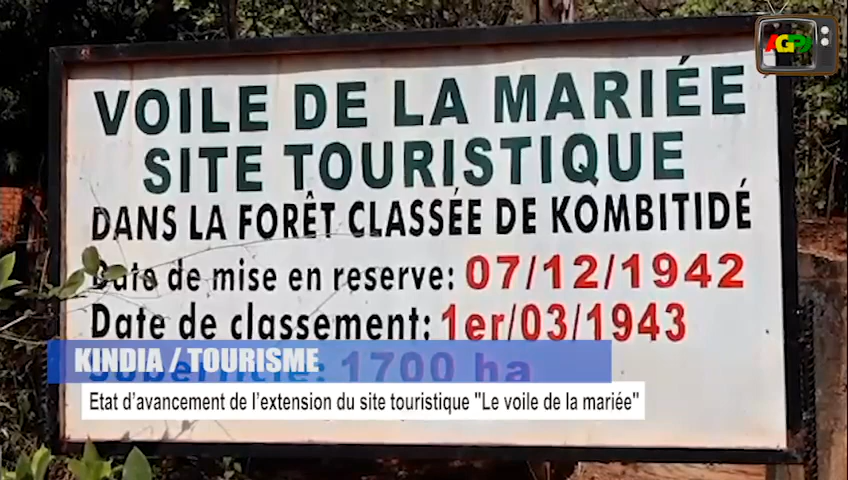 AGP
VOILE DE LA MARIÉE
SITE TOURISTIQUE
DANS LA FORÊT CLASSÉE DE KOMBITIDÉ
Date de mise en reserve: 07/12/1942
Date de classement: 1er/03/1943
Superficie: 1700 ha
KINDIA / TOURISME
Etat d'avancement de l'extension du site touristique "Le voile de la mariée"